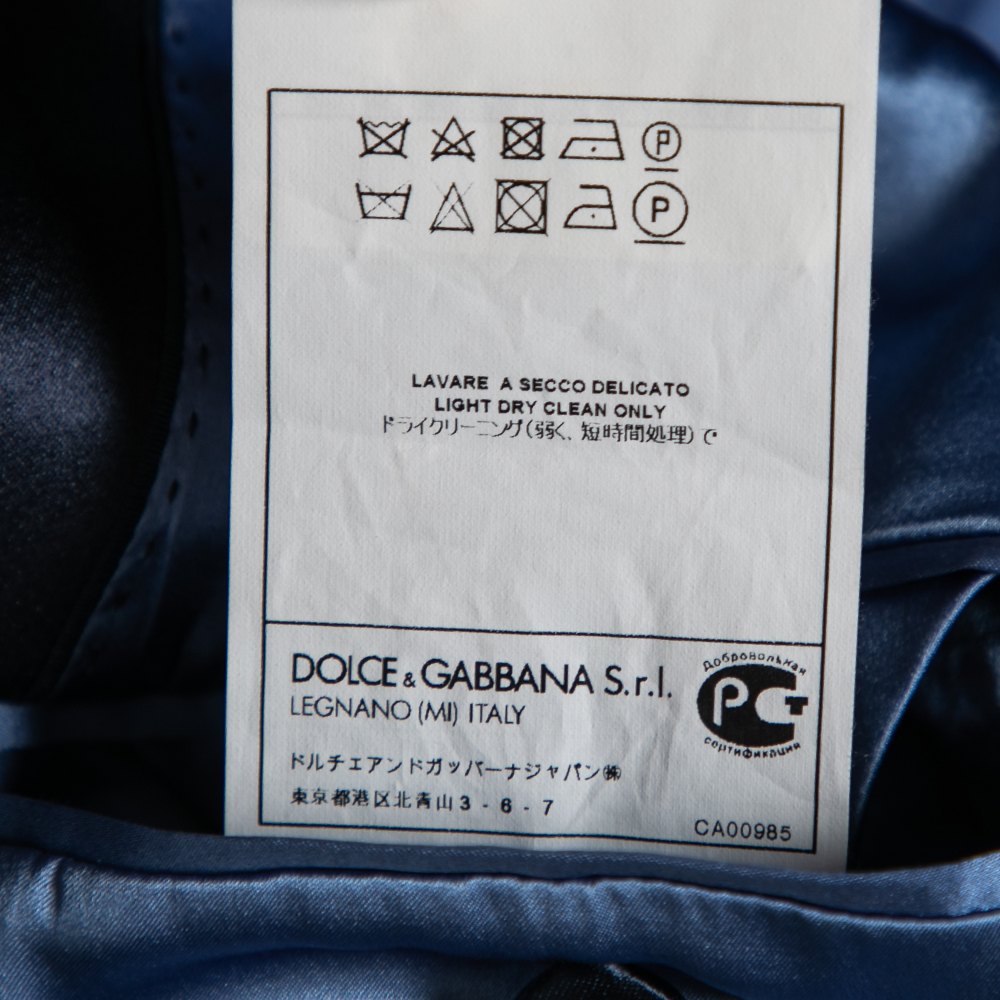 P
P
LAVARE A SECCO DELICATO
LIGHT DRY CLEAN ONLY
ドライクリーニング(弱く、短時間処理)で
DOLCE & GABBANA S.r.l.
LEGNANO (MI) ITALY
Добровольная
РСТ
сертификация
ドルチェアンドガッバーナジャパン㈱
東京都港区北青山3 - 6 - 7
CA00985